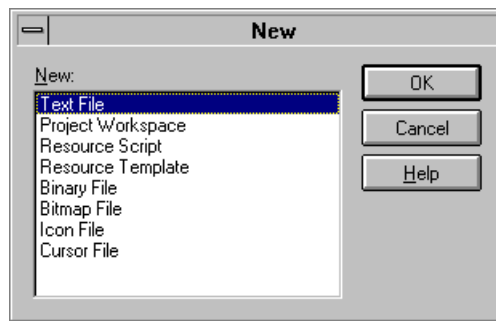 New
New:
Text File
Project Workspace
Resource Script
Resource Template
Binary File
Bitmap File
Icon File
Cursor File
OK
Cancel
Help